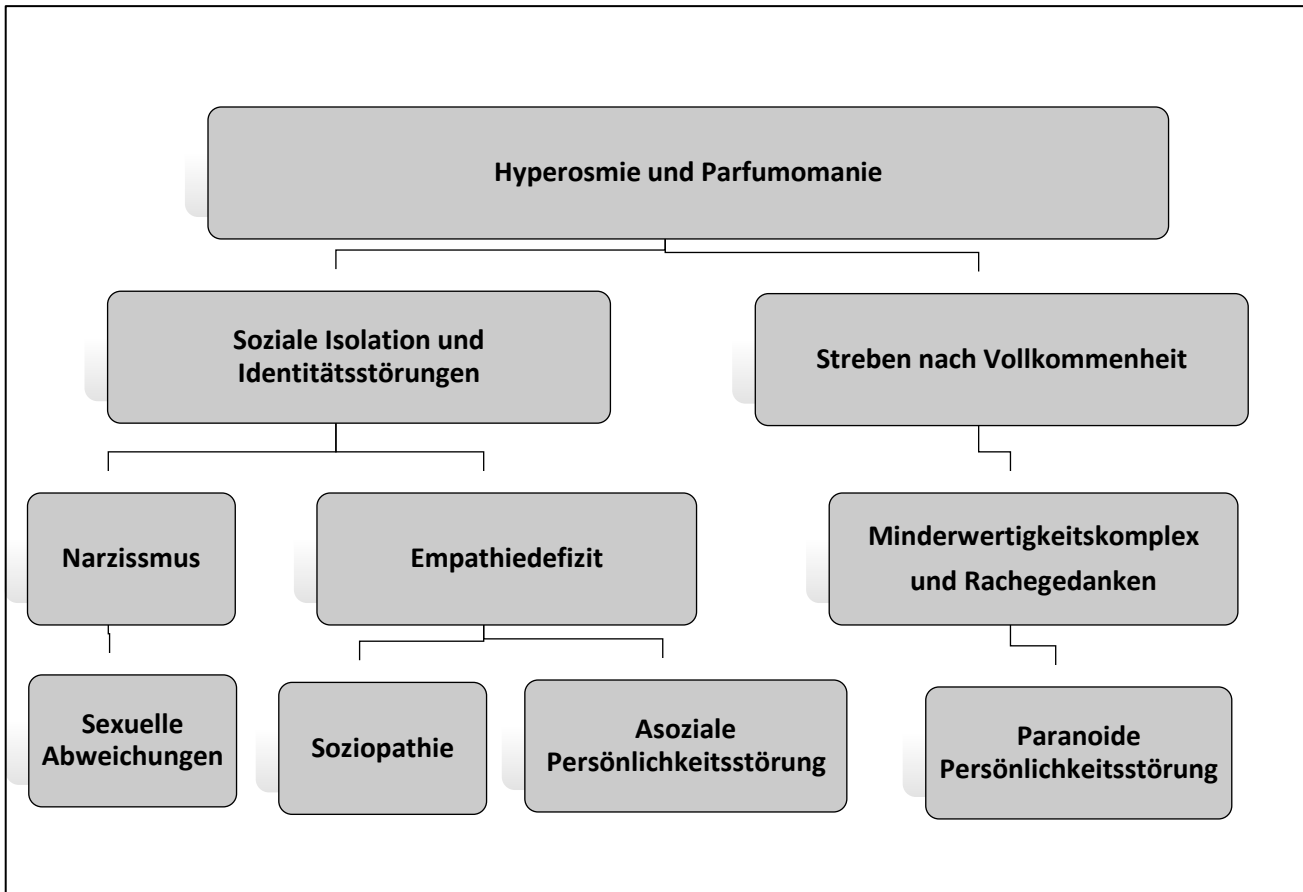 Hyperosmie und Parfumomanie
Soziale Isolation und
Identitätsstörungen
Streben nach Vollkommenheit
Narzissmus
Empathiedefizit
Minderwertigkeitskomplex
und Rachegedanken
Sexuelle
Abweichungen
Soziopathie
Asoziale
Persönlichkeitsstörung
Paranoide
Persönlichkeitsstörung